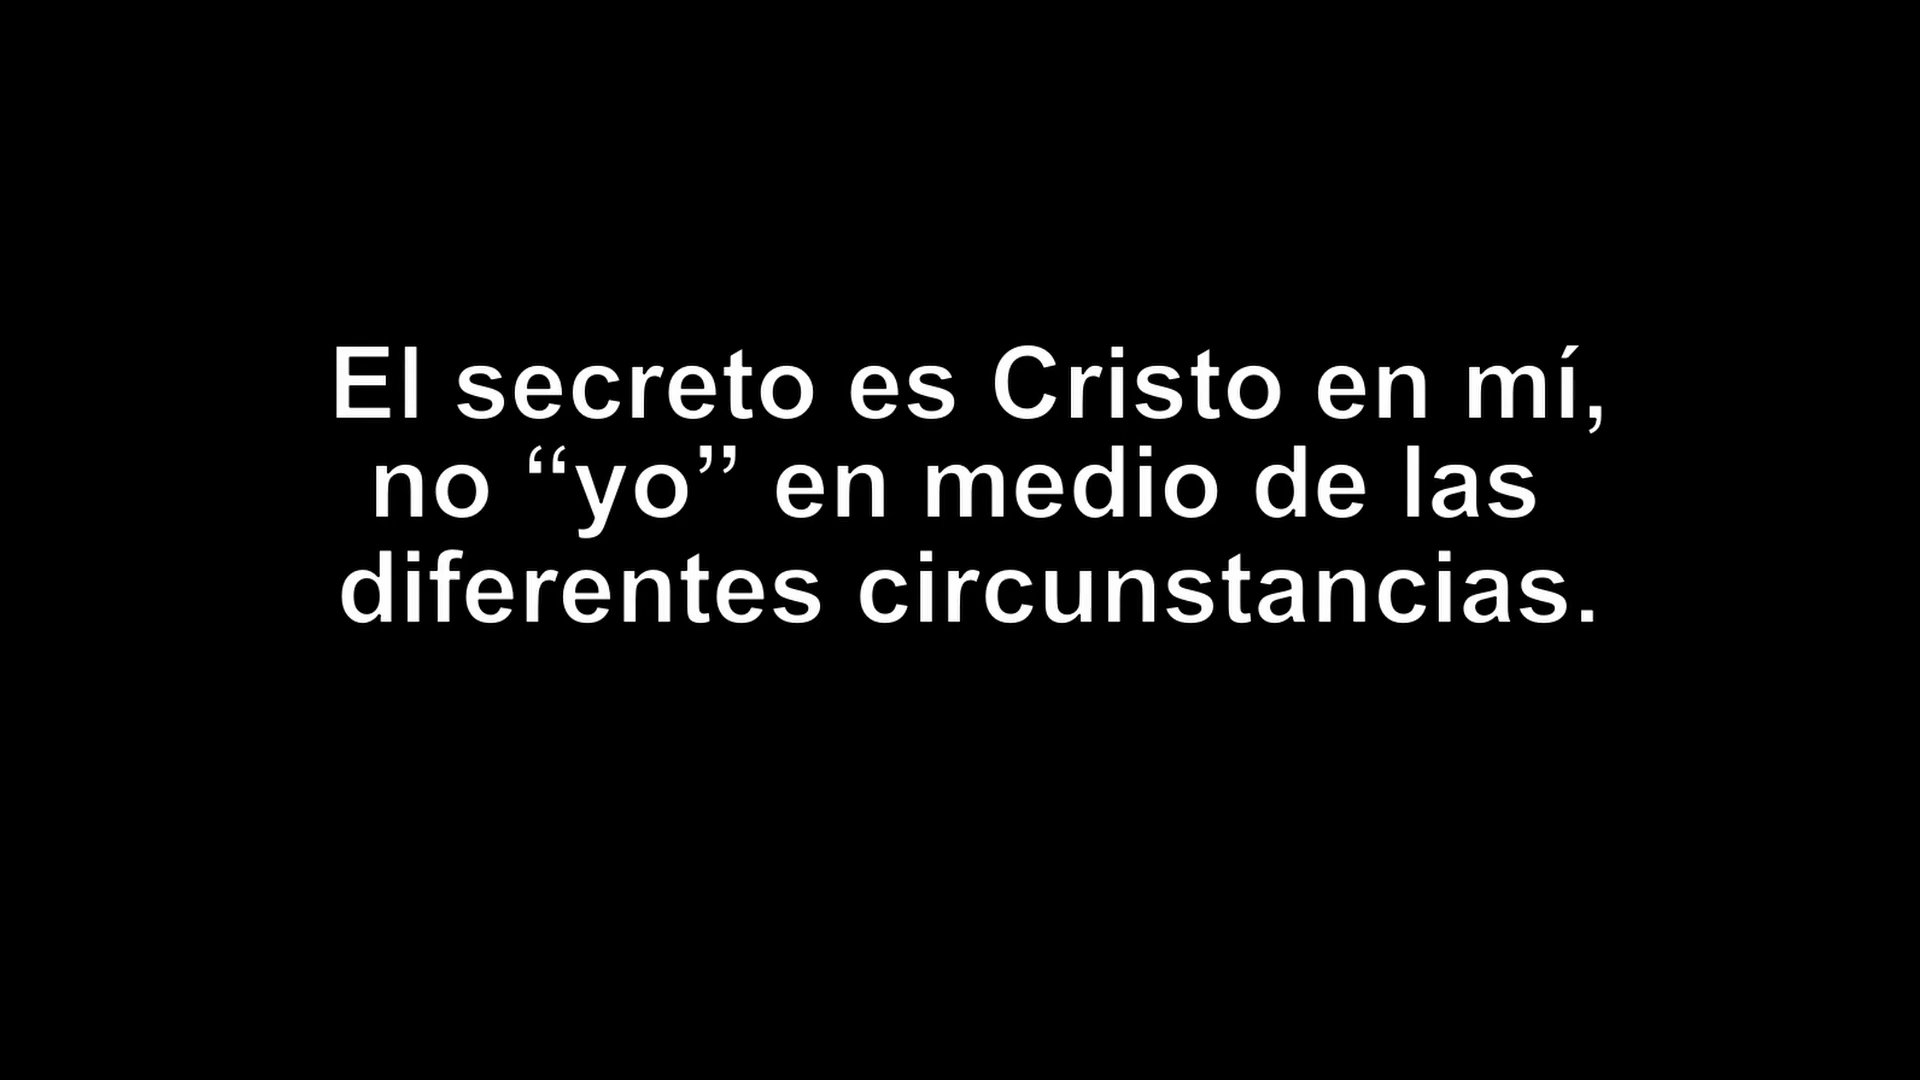 El secreto es Cristo en mí,
no “yo” en medio de las
diferentes circunstancias.